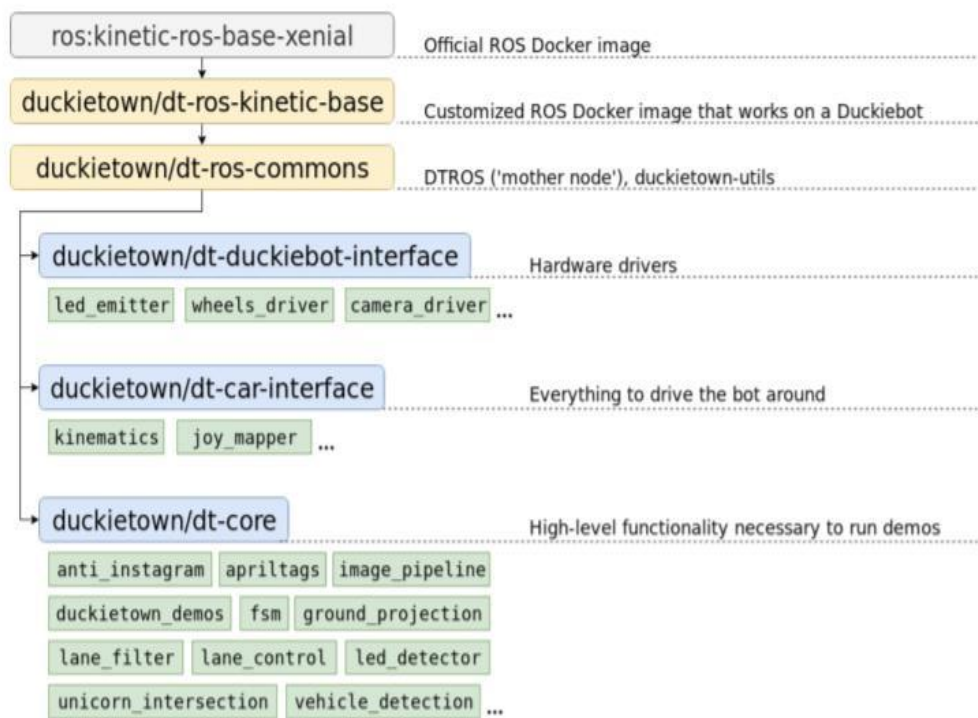 ros:kinetic-ros-base-xenial
Official ROS Docker image
duckietown/dt-ros-kinetic-base
Customized ROS Docker image that works on a Duckiebot
duckietown/dt-ros-commons
DTROS ('mother node'), duckietown-utils
duckietown/dt-duckiebot-interface
Hardware drivers
led_emitter wheels_driver camera_driver ...
duckietown/dt-car-interface
Everything to drive the bot around
kinematics joy_mapper ...
duckietown/dt-core
High-level functionality necessary to run demos
anti_instagram apriltags image_pipeline
duckietown_demos fsm ground_projection
lane_filter lane_control led_detector
unicorn_intersection vehicle_detection ...